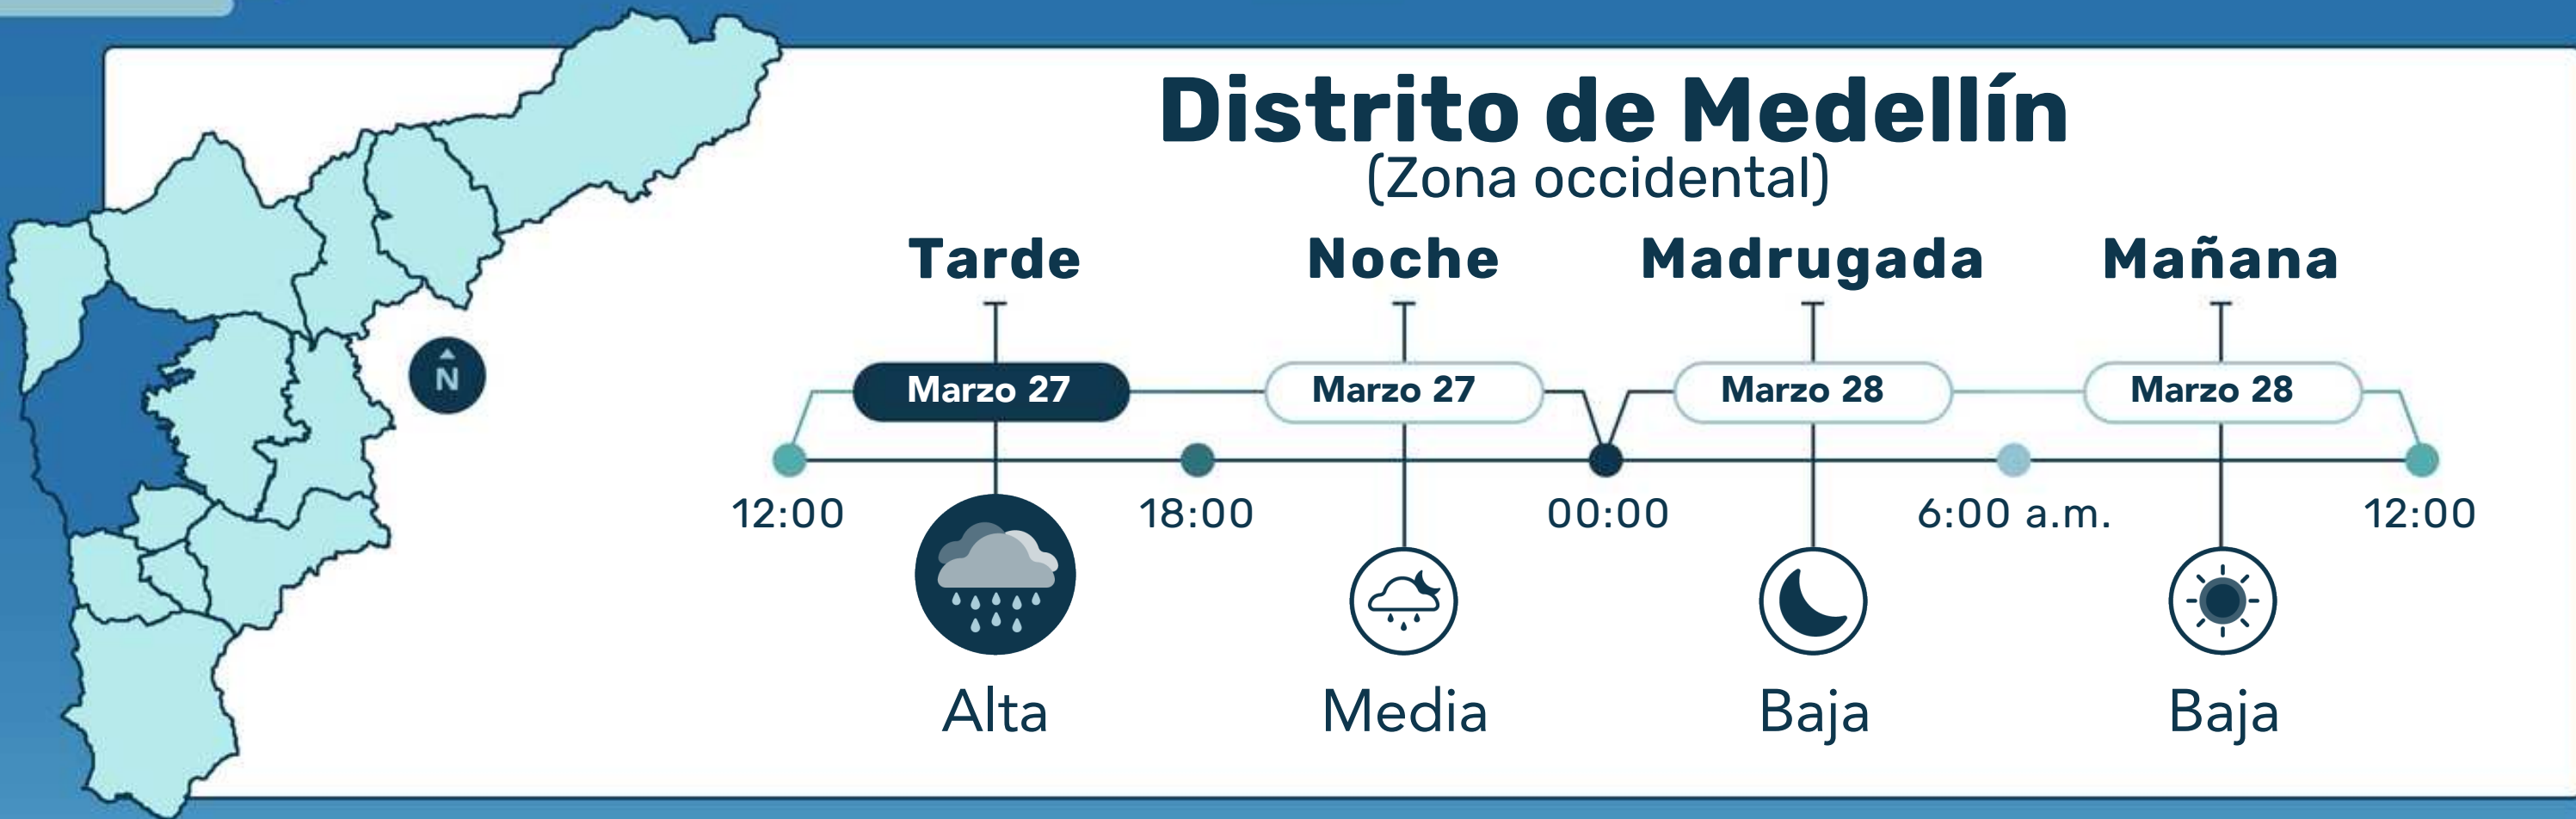 Distrito de Medellín
(Zona occidental)
Tarde Noche Madrugada Mañana
N
Marzo 27 Marzo 27 Marzo 28 Marzo 28
12:00 18:00 00:00 6:00 a.m. 12:00
Alta Media Baja Baja